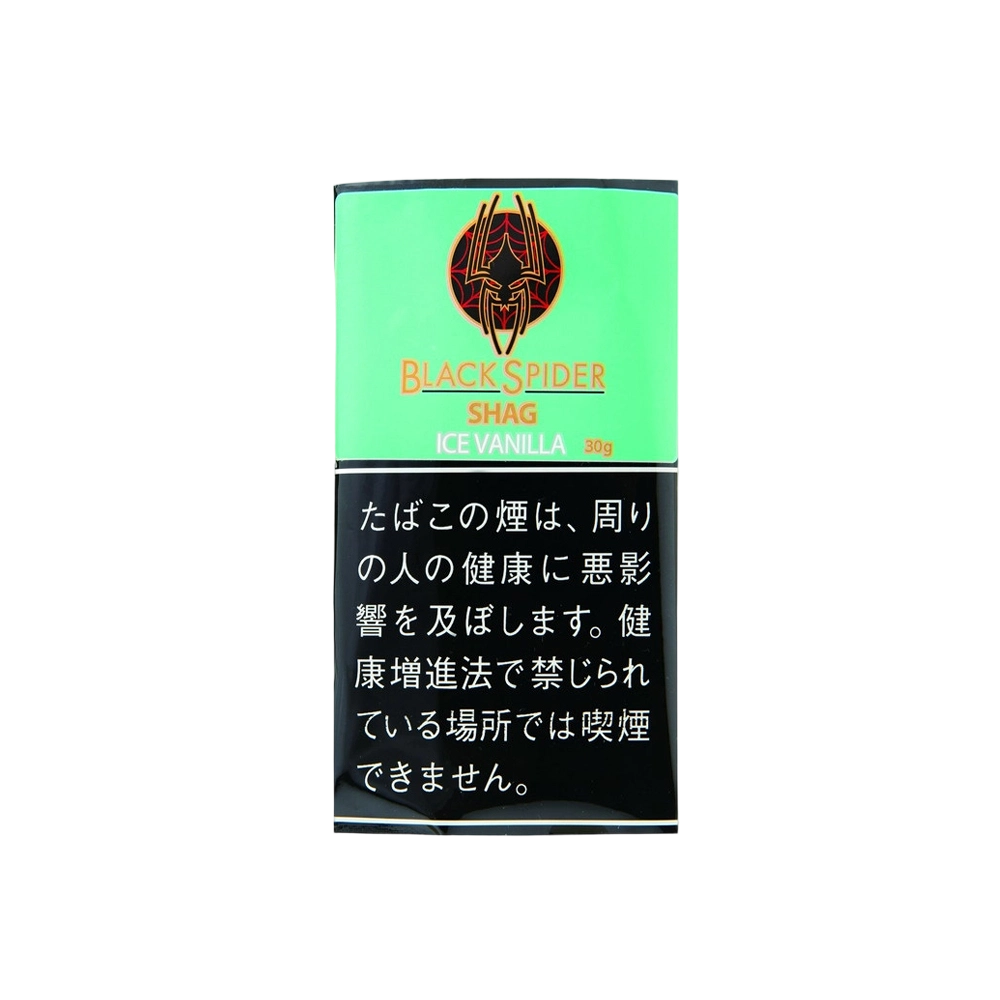 BLACK SPIDER
SHAG
ICE VANILLA 30g
たばこの煙は、周り
の人の健康に悪影
響を及ぼします。健
康増進法で禁じられ
ている場所では喫煙
できません。